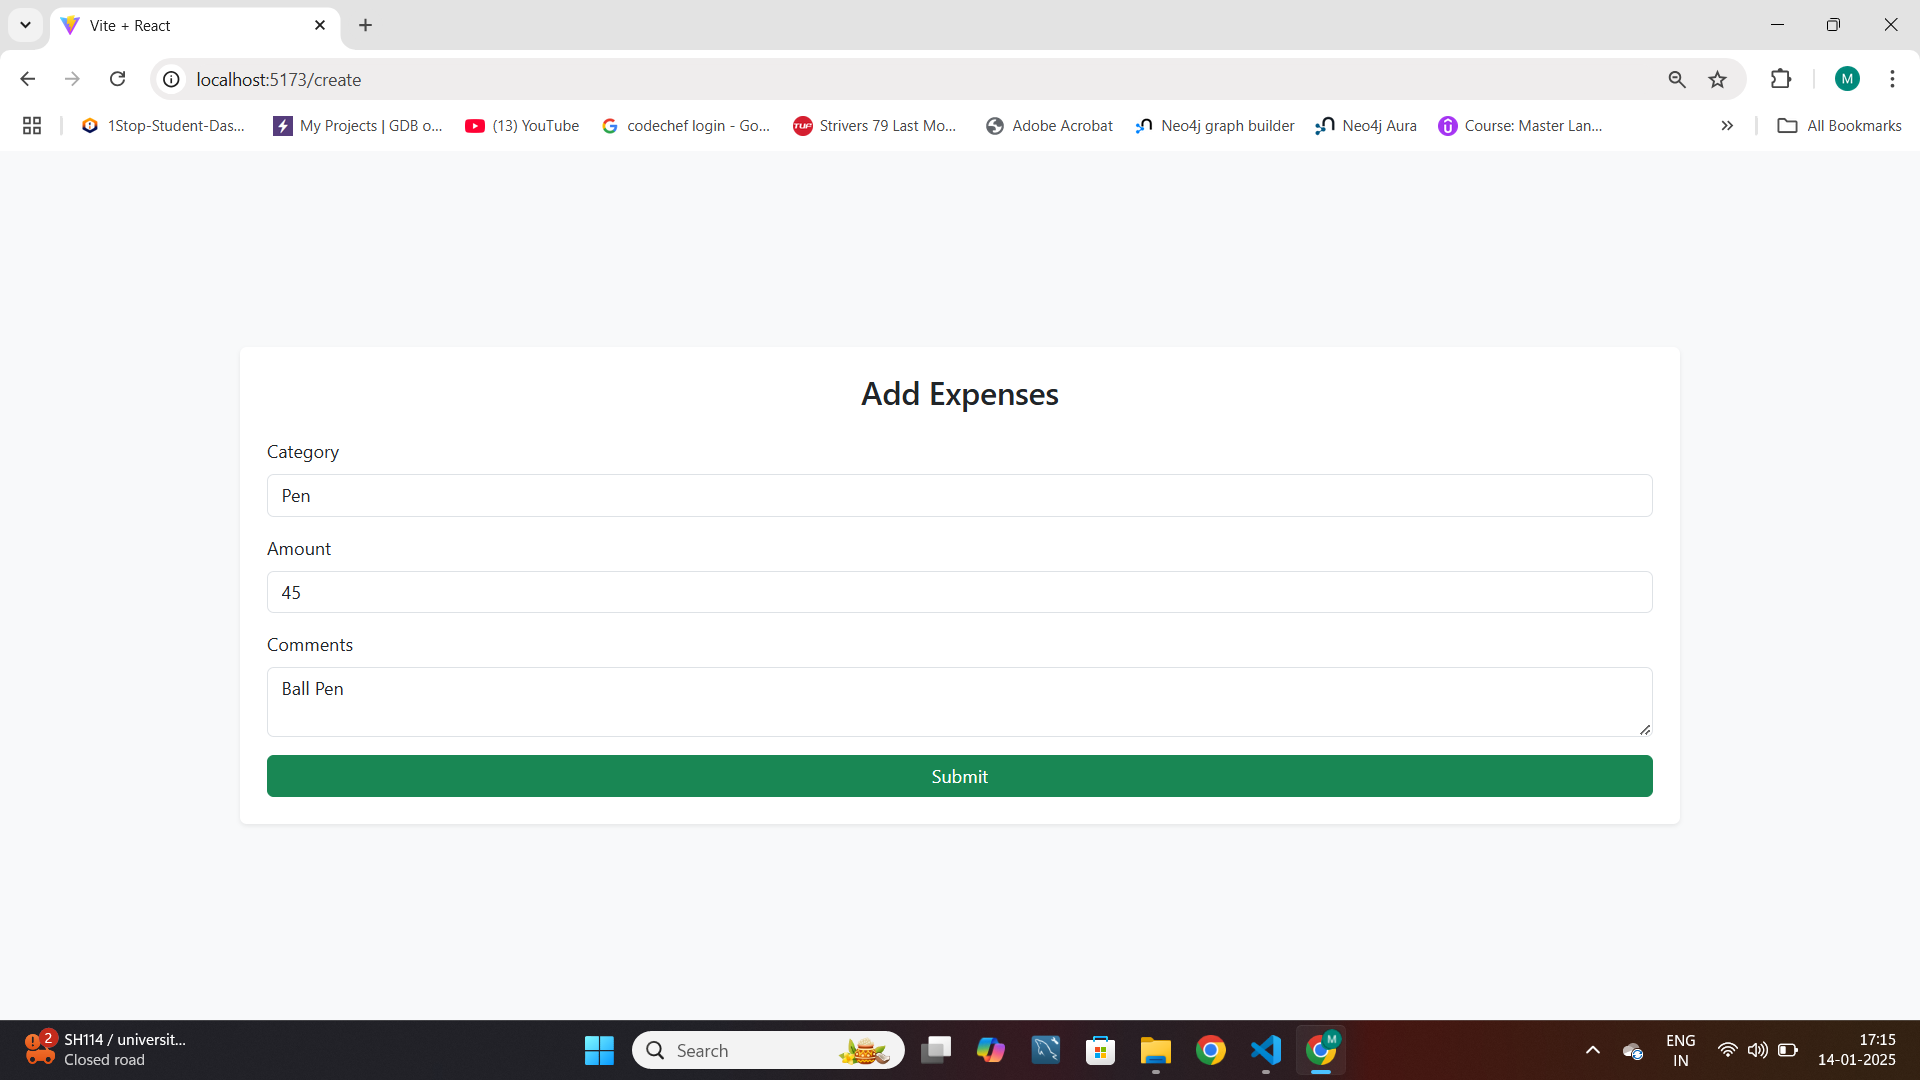 Vite + React
localhost:5173/create
M
1Stop-Student-Das...
My Projects | GDB o...
(13) YouTube
codechef login - Go...
TUF Strivers 79 Last Mo...
Adobe Acrobat
Neo4j graph builder
Neo4j Aura
Course: Master Lan...
All Bookmarks
Add Expenses
Category
Pen
Amount
45
Comments
Ball Pen
Submit
2
SH114 / universit...
Closed road
Search
M
ENG
IN
17:15
14-01-2025